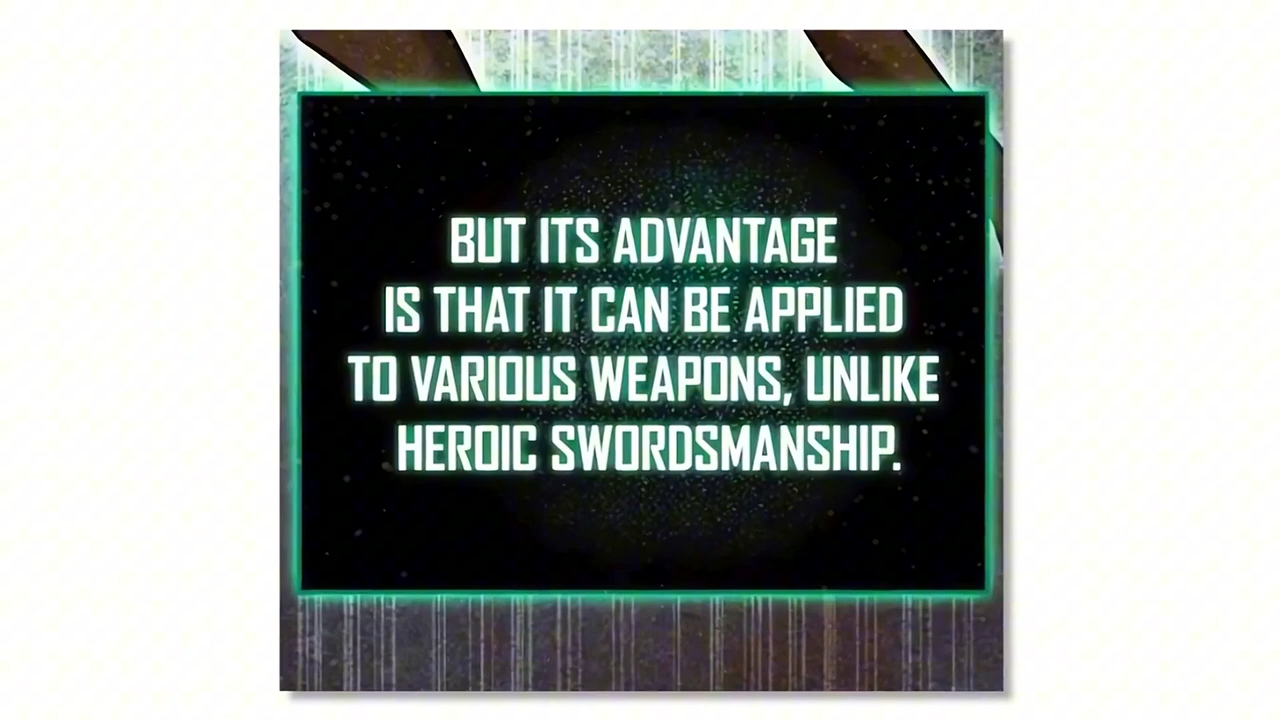 BUT ITS ADVANTAGE
IS THAT IT CAN BE APPLIED
TO VARIOUS WEAPONS, UNLIKE
HEROIC SWORDSMANSHIP.